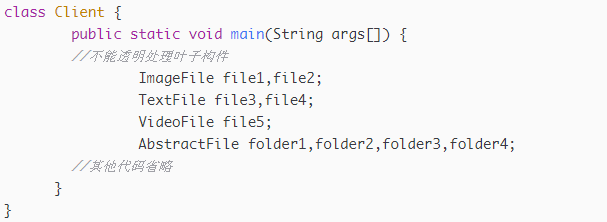 class Client {
public static void main(String args[]) {
//不能透明处理叶子构件
ImageFile file1,file2;
TextFile file3,file4;
VideoFile file5;
AbstractFile folder1,folder2,folder3,folder4;
//其他代码省略
}
}